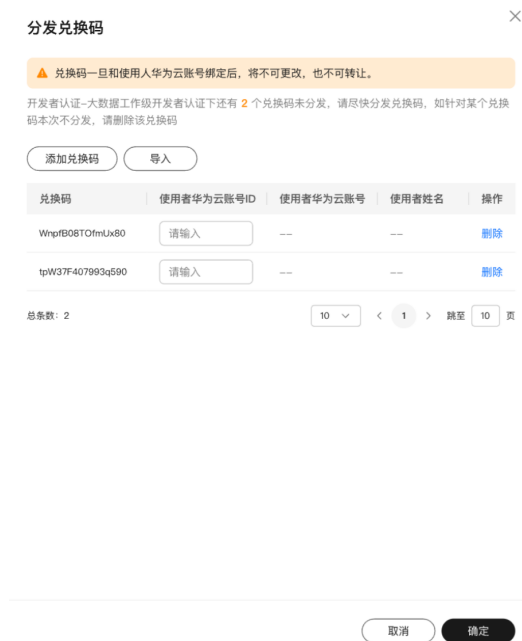 分发兑换码
兑换码一旦和使用人华为云账号绑定后，将不可更改，也不可转让。
开发者认证-大数据工作级开发者认证下还有 2 个兑换码未分发，请尽快分发兑换码，如针对某个兑换
码本次不分发，请删除该兑换码
添加兑换码 导入
兑换码 使用者华为云账号ID 使用者华为云账号 使用者姓名 操作
WnpfB08TOfmUx80 请输入 -- -- 删除
tpW37F407993q590 请输入 -- -- 删除
总条数：2 10 < 1 > 跳至 10 页
取消 确定